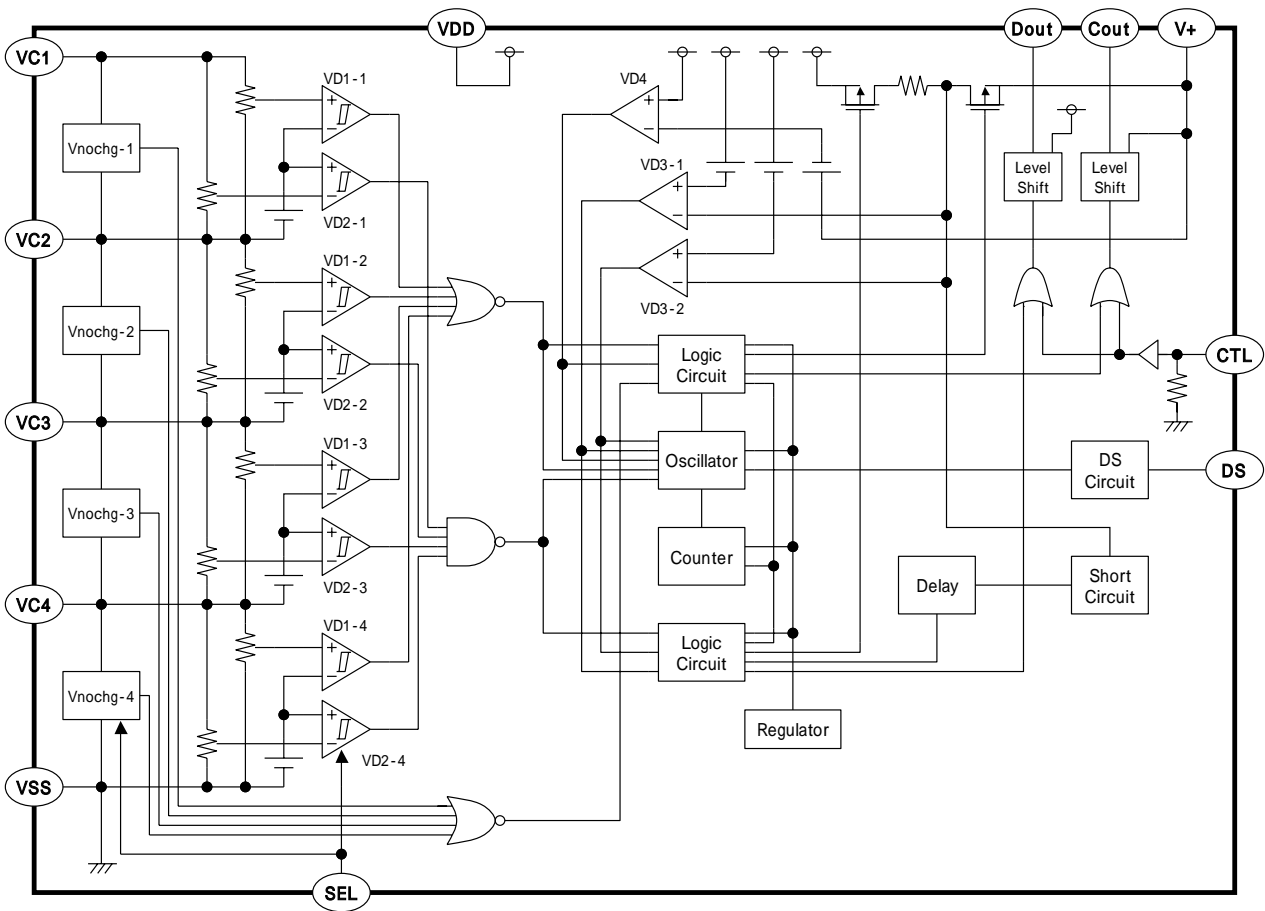 VDD
Dout
Cout
V+
VC1
VD1-1
VD4
+
−
+
−
Vnochg-1
VD3-1
Level
Shift
Level
Shift
+
−
+
−
VD2-1
VC2
VD1-2
+
−
+
−
VD3-2
Vnochg-2
+
−
Logic
Circuit
CTL
VD2-2
VC3
VD1-3
+
−
Oscillator
DS
Circuit
DS
Vnochg-3
+
−
Counter
Delay
Short
Circuit
VD2-3
VC4
VD1-4
+
−
Logic
Circuit
Vnochg-4
+
−
Regulator
VD2-4
VSS
SEL